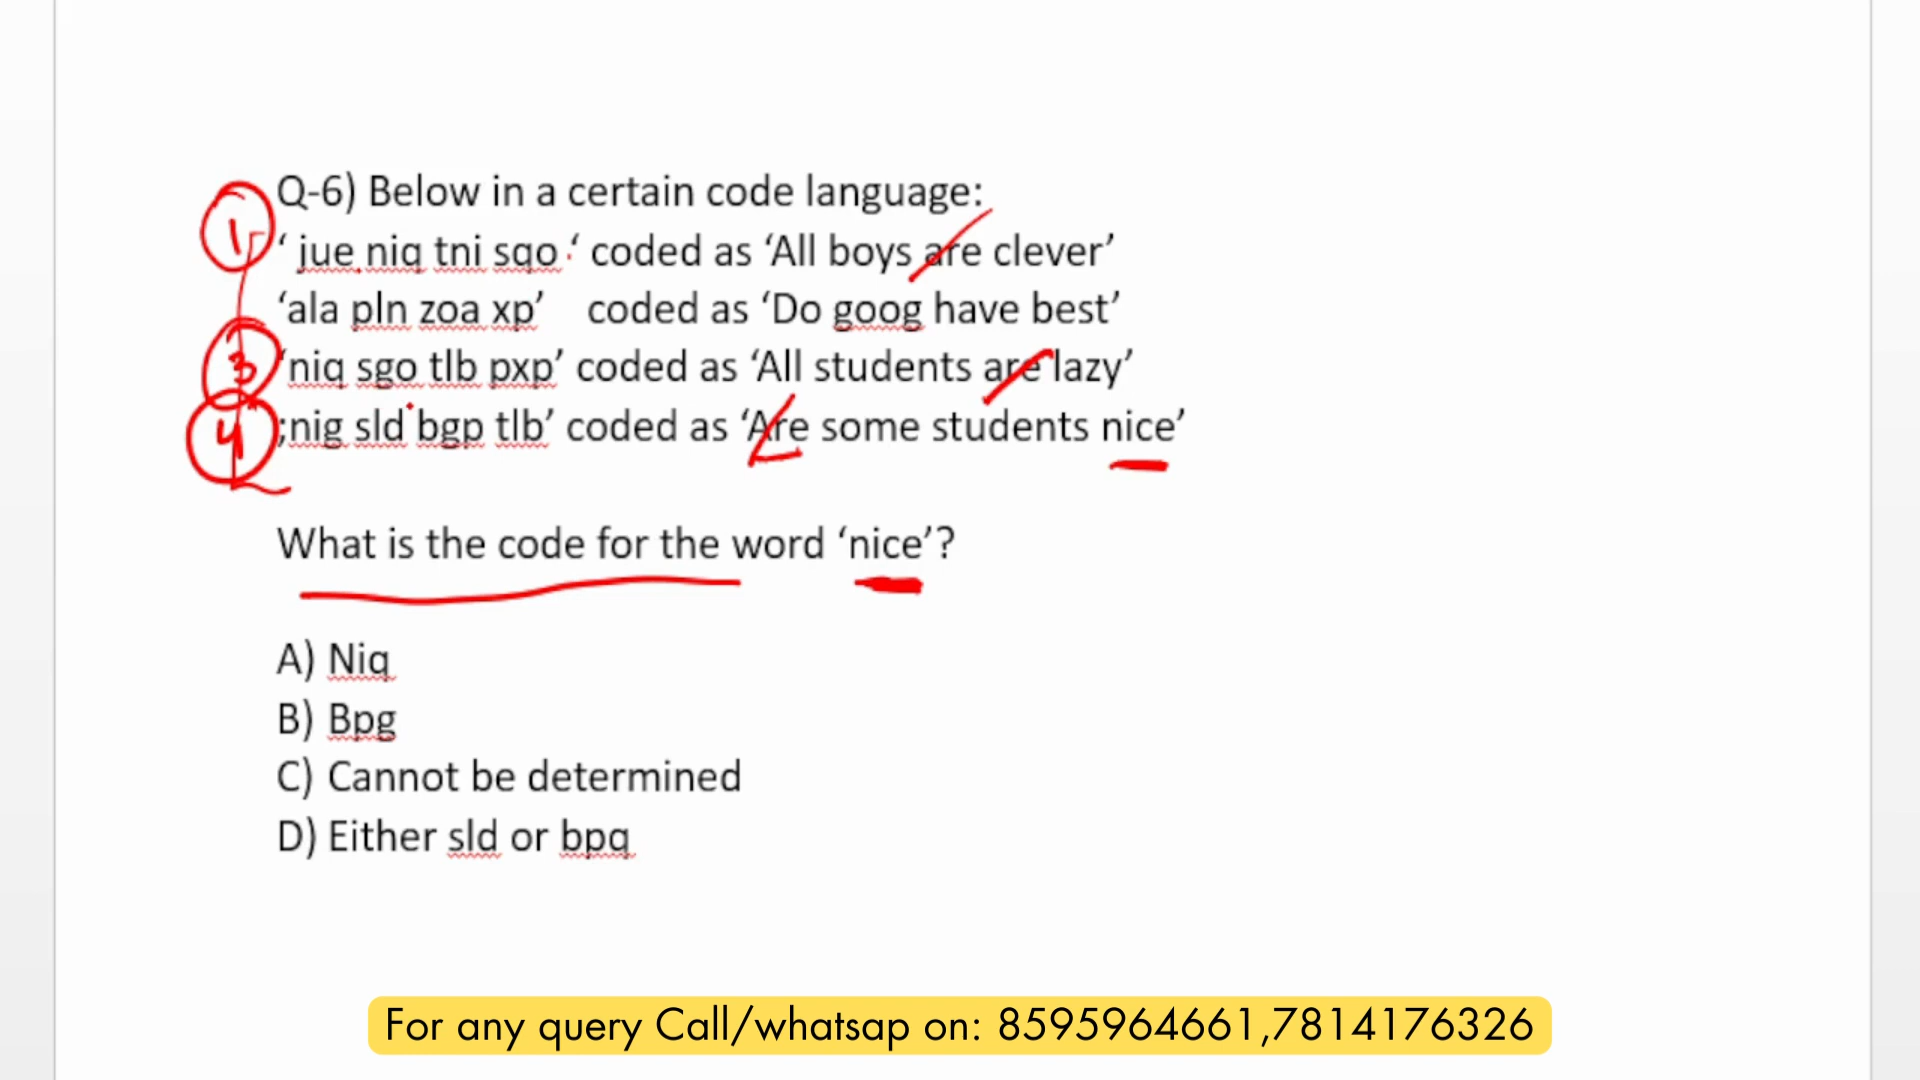 Q-6) Below in a certain code language:
1 ‘ jue niq tni sqo ‘ coded as ‘All boys are clever’
‘ala pln zoa xp’ coded as ‘Do goog have best’
3 ‘niq sgo tlb pxp’ coded as ‘All students are lazy’
4 ;nig sld bgp tlb’ coded as ‘Are some students nice’
What is the code for the word ‘nice’?
A) Niq
B) Bpg
C) Cannot be determined
D) Either sld or bpq
For any query Call/whatsap on: 8595964661,7814176326